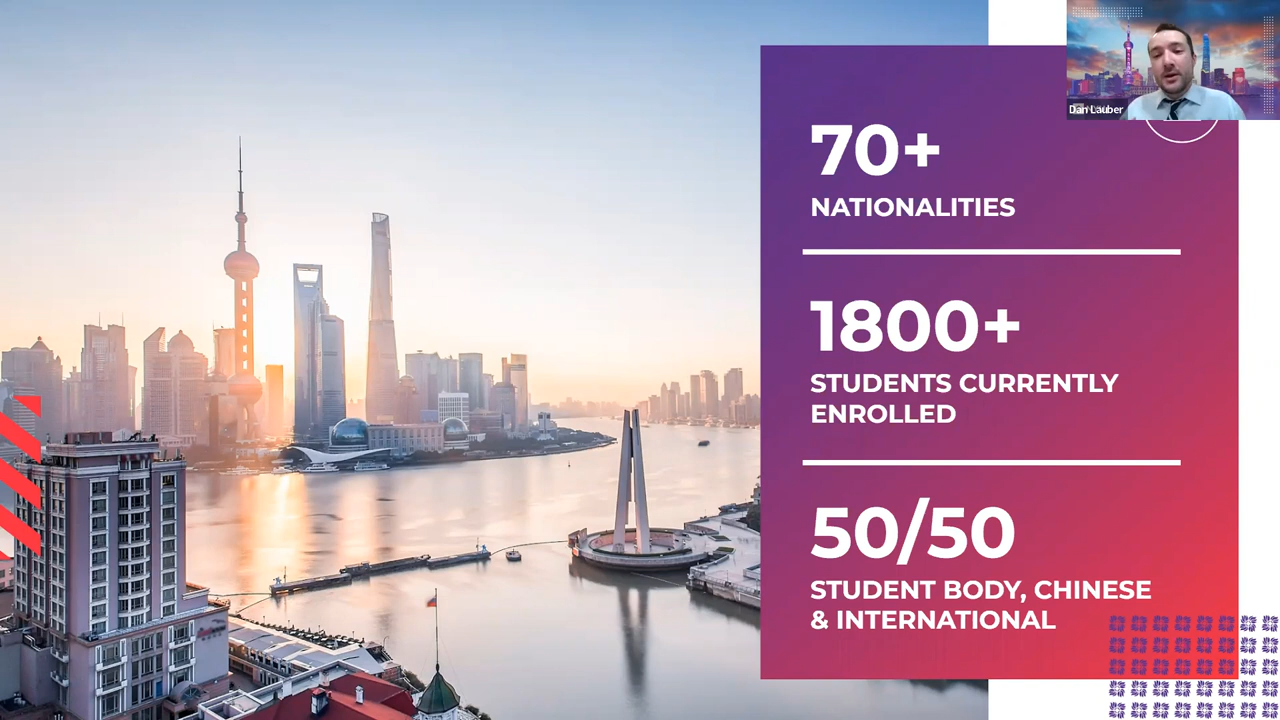 Dan Lauber
70+
NATIONALITIES
1800+
STUDENTS CURRENTLY
ENROLLED
50/50
STUDENT BODY, CHINESE
& INTERNATIONAL